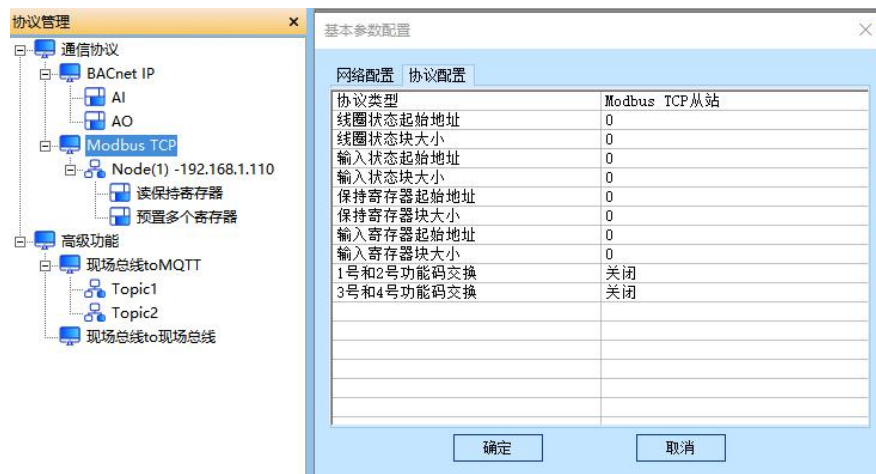 协议管理
×
通信协议
BACnet IP
AI
AO
Modbus TCP
Node(1) -192.168.1.110
读保持寄存器
预置多个寄存器
高级功能
现场总线toMQTT
Topic1
Topic2
现场总线to现场总线
基本参数配置
网络配置 协议配置
协议类型 Modbus TCP从站
线圈状态起始地址 0
线圈状态块大小 0
输入状态起始地址 0
输入状态块大小 0
保持寄存器起始地址 0
保持寄存器块大小 0
输入寄存器起始地址 0
输入寄存器块大小 0
1号和2号功能码交换 关闭
3号和4号功能码交换 关闭
确定 取消